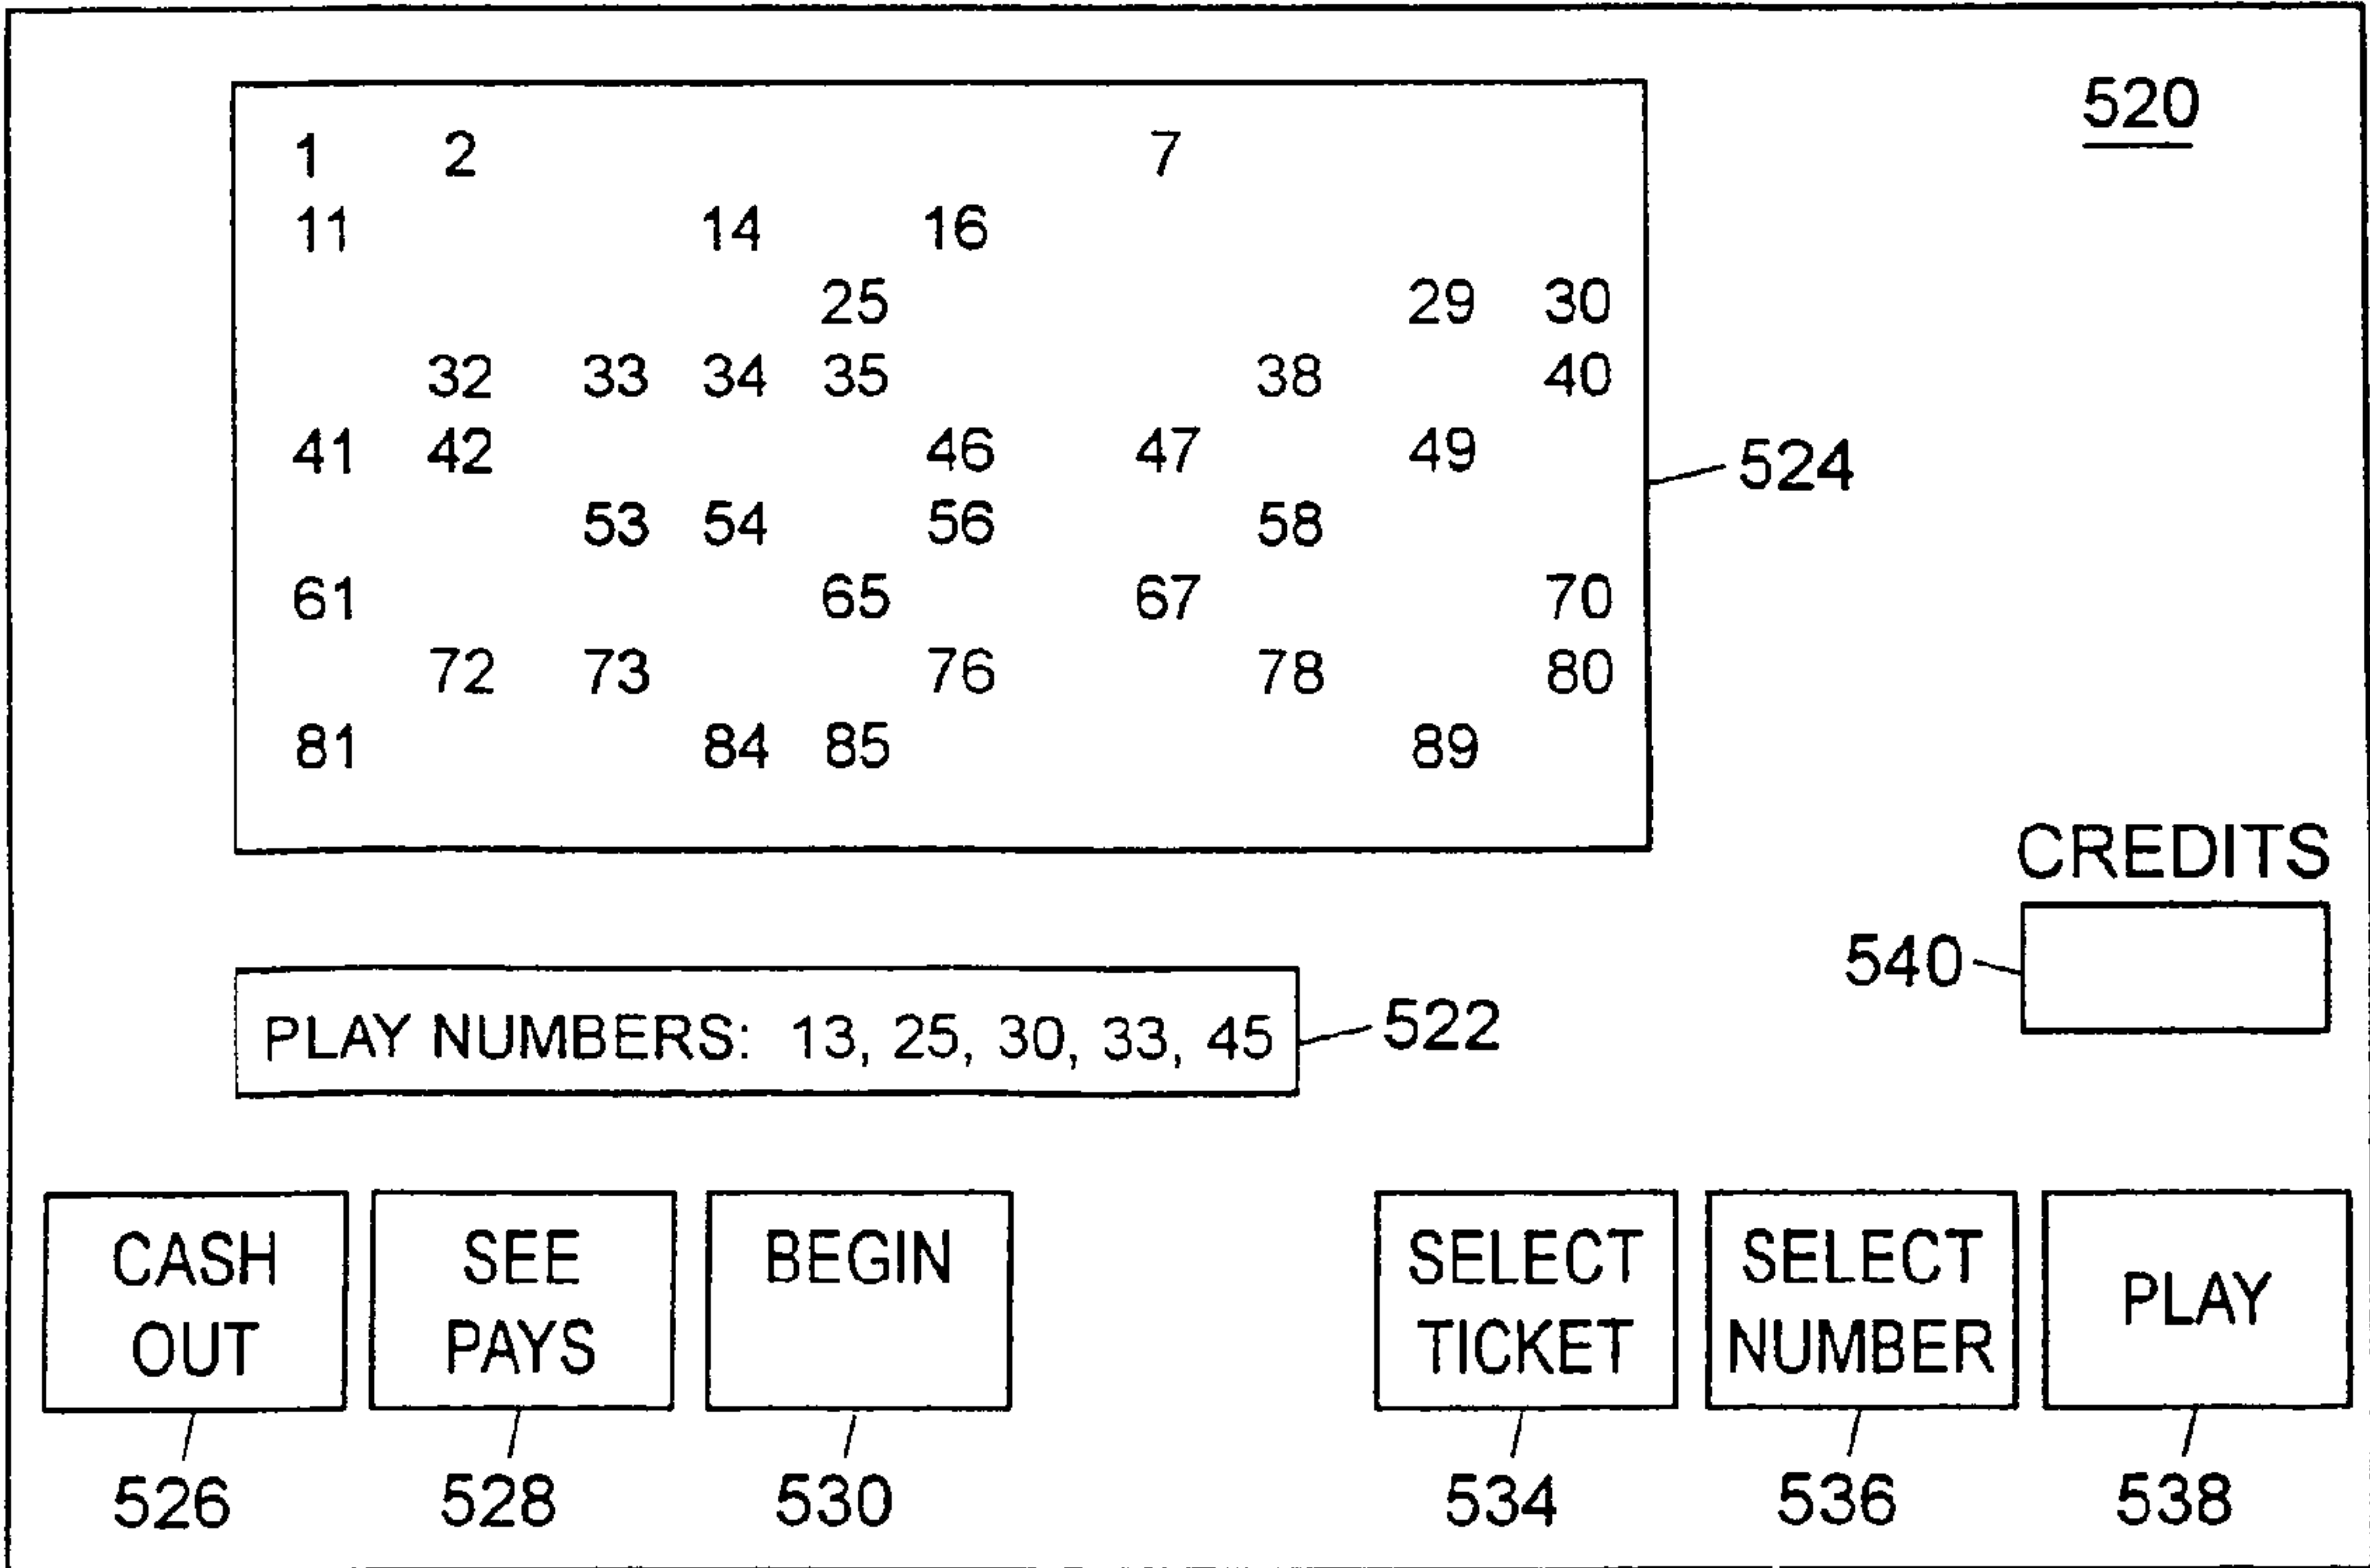 520
1 2 7
11 14 16
25 29 30
32 33 34 35 38 40
41 42 46 47 49
524
53 54 56 58
61 65 67 70
72 73 76 78 80
81 84 85 89
CREDITS
540
PLAY NUMBERS: 13, 25, 30, 33, 45
522
CASH
OUT
SEE
PAYS
BEGIN
SELECT
TICKET
SELECT
NUMBER
PLAY
526 528 530 534 536 538